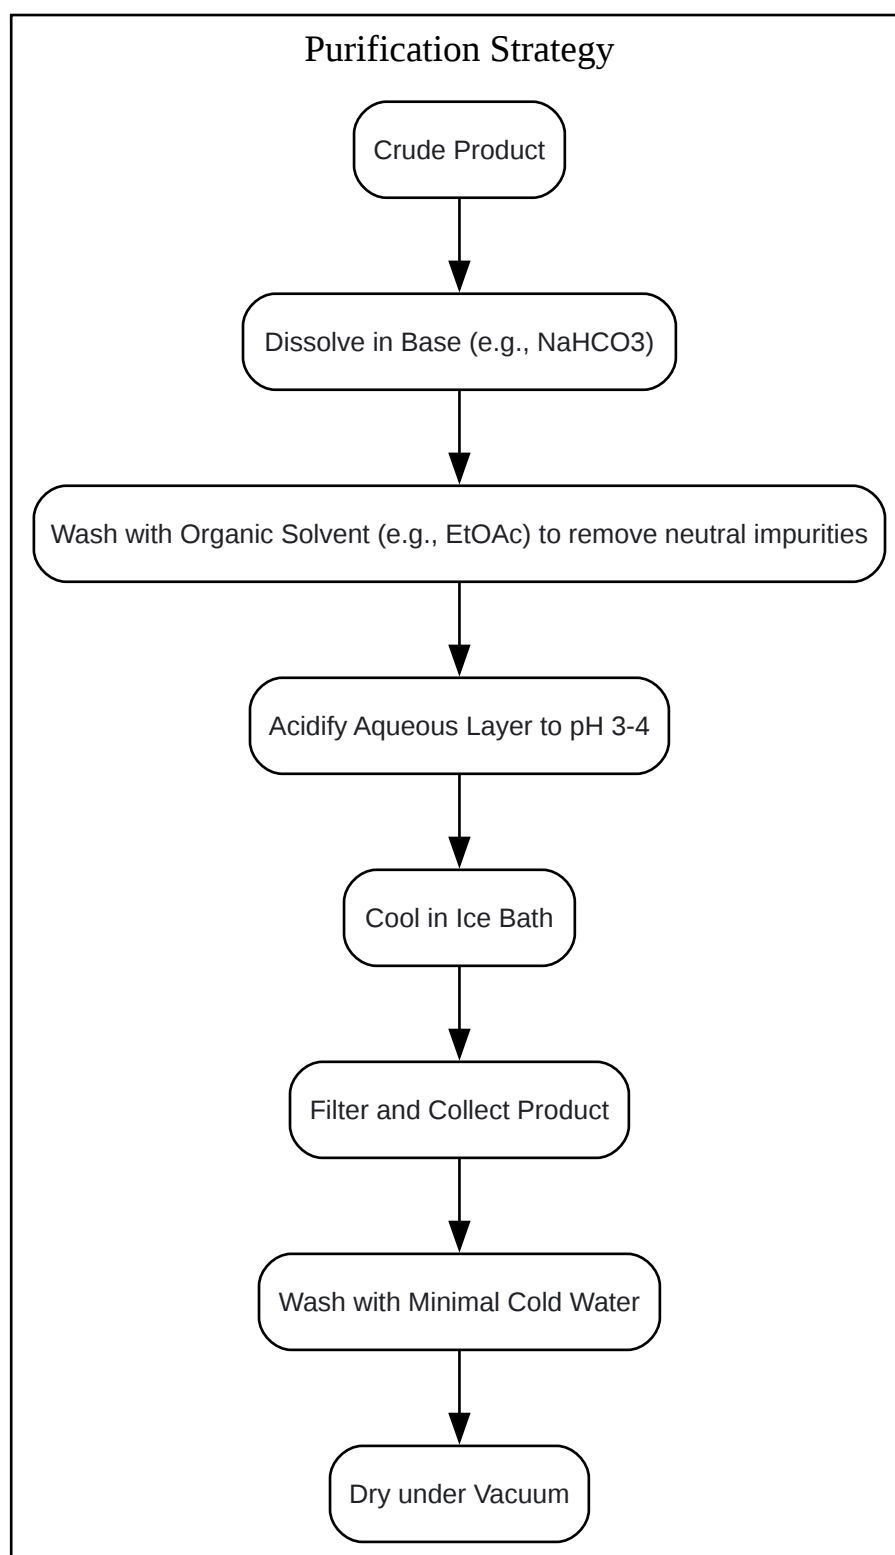 Purification Strategy
Crude Product
Dissolve in Base (e.g., NaHCO3)
Wash with Organic Solvent (e.g., EtOAc) to remove neutral impurities
Acidify Aqueous Layer to pH 3-4
Cool in Ice Bath
Filter and Collect Product
Wash with Minimal Cold Water
Dry under Vacuum